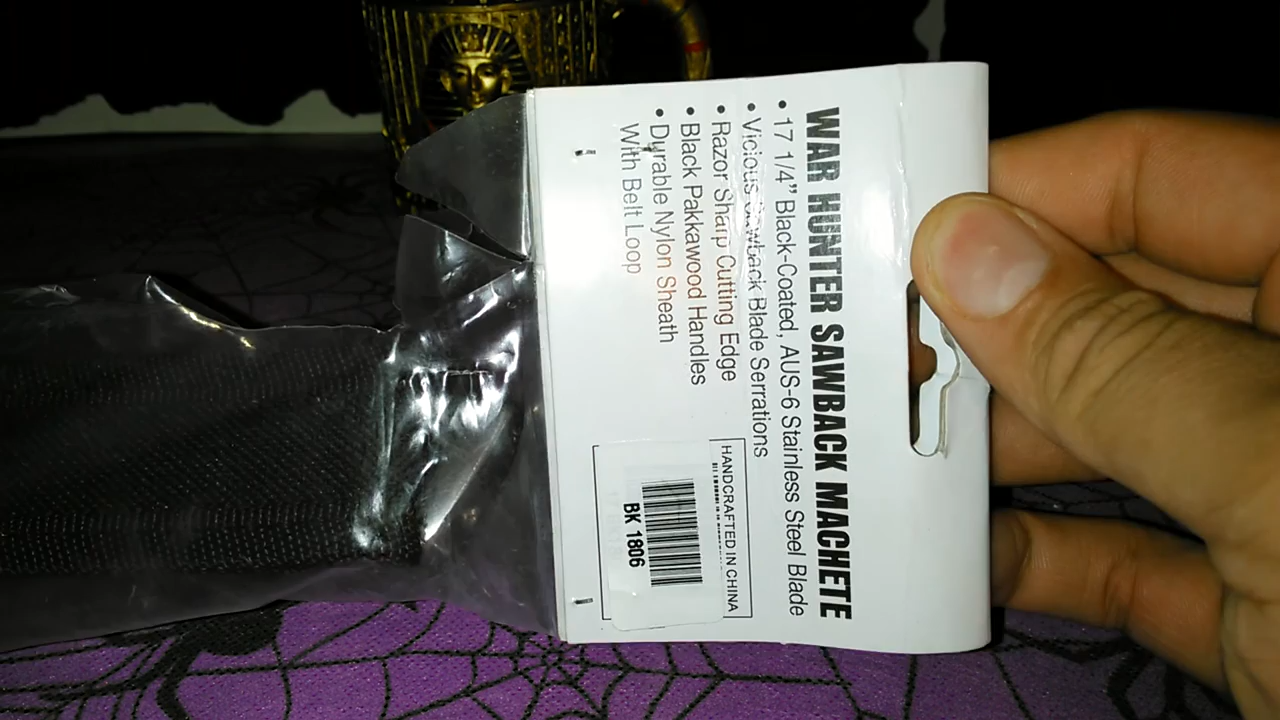 WAR HUNTER SAWBACK MACHETE
• 17 1/4” Black-Coated, AUS-6 Stainless Steel Blade
• Vicious Sawback Blade Serrations
• Razor Sharp Cutting Edge
• Black Pakkawood Handles
• Durable Nylon Sheath
With Belt Loop
HANDCRAFTED IN CHINA
BK 1806